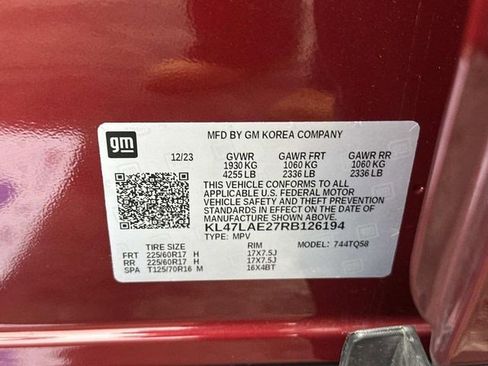 gm
MFD BY GM KOREA COMPANY
12/23 GVWR GAWR FRT GAWR RR
1930 KG 1060 KG 1060 KG
4255 LB 2336 LB 2336 LB
THIS VEHICLE CONFORMS TO ALL
APPLICABLE U.S. FEDERAL MOTOR
VEHICLE SAFETY AND THEFT PREVENTION
STANDARDS IN EFFECT ON THE DATE OF
MANUFACTURE SHOWN ABOVE.
KL47LAE27RB126194
TYPE: MPV MODEL: 744TQ58
TIRE SIZE RIM
FRT 225/60R17 H 17X7.5J
RR 225/60R17 H 17X7.5J
SPA T125/70R16 M 16X4BT